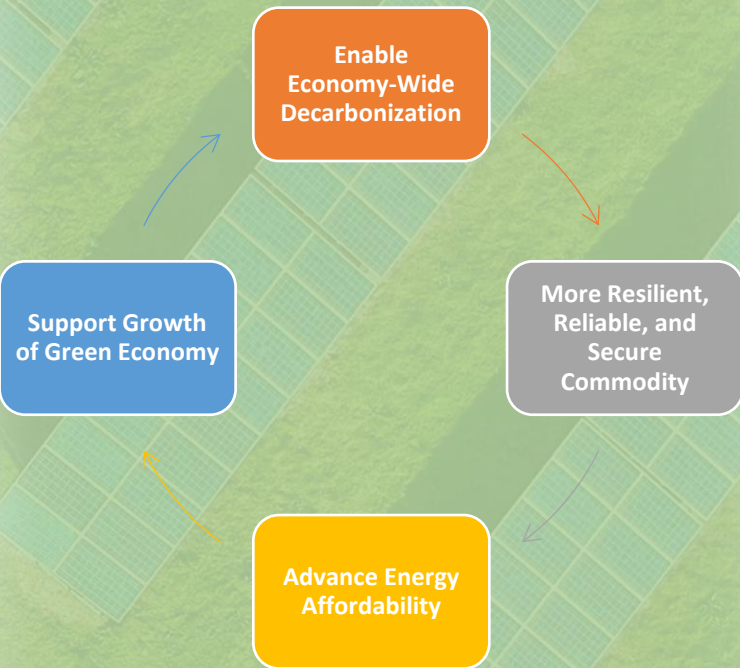 Enable
Economy-Wide
Decarbonization
More Resilient,
Reliable, and
Secure
Commodity
Advance Energy
Affordability
Support Growth
of Green Economy